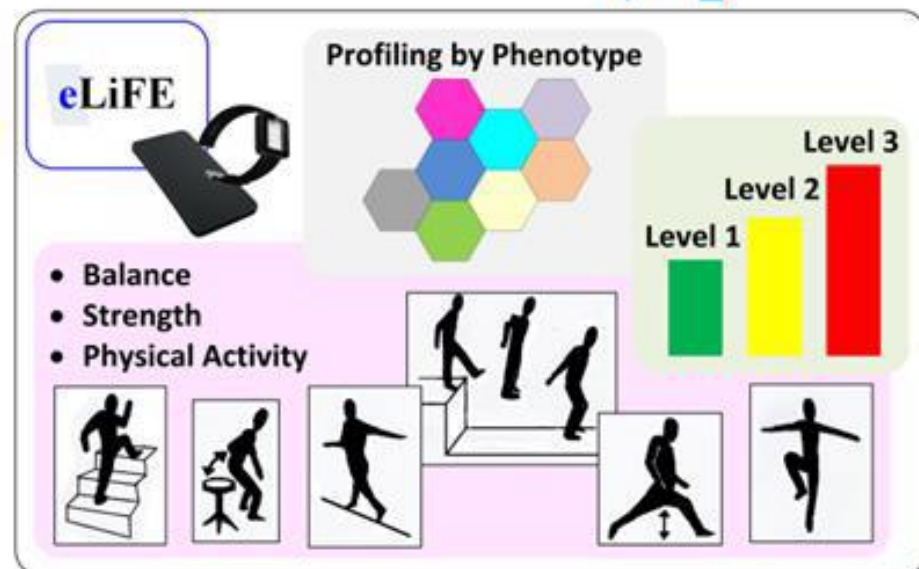 eLiFE
Profiling by Phenotype
Level 3
Level 2
Level 1
• Balance
• Strength
• Physical Activity